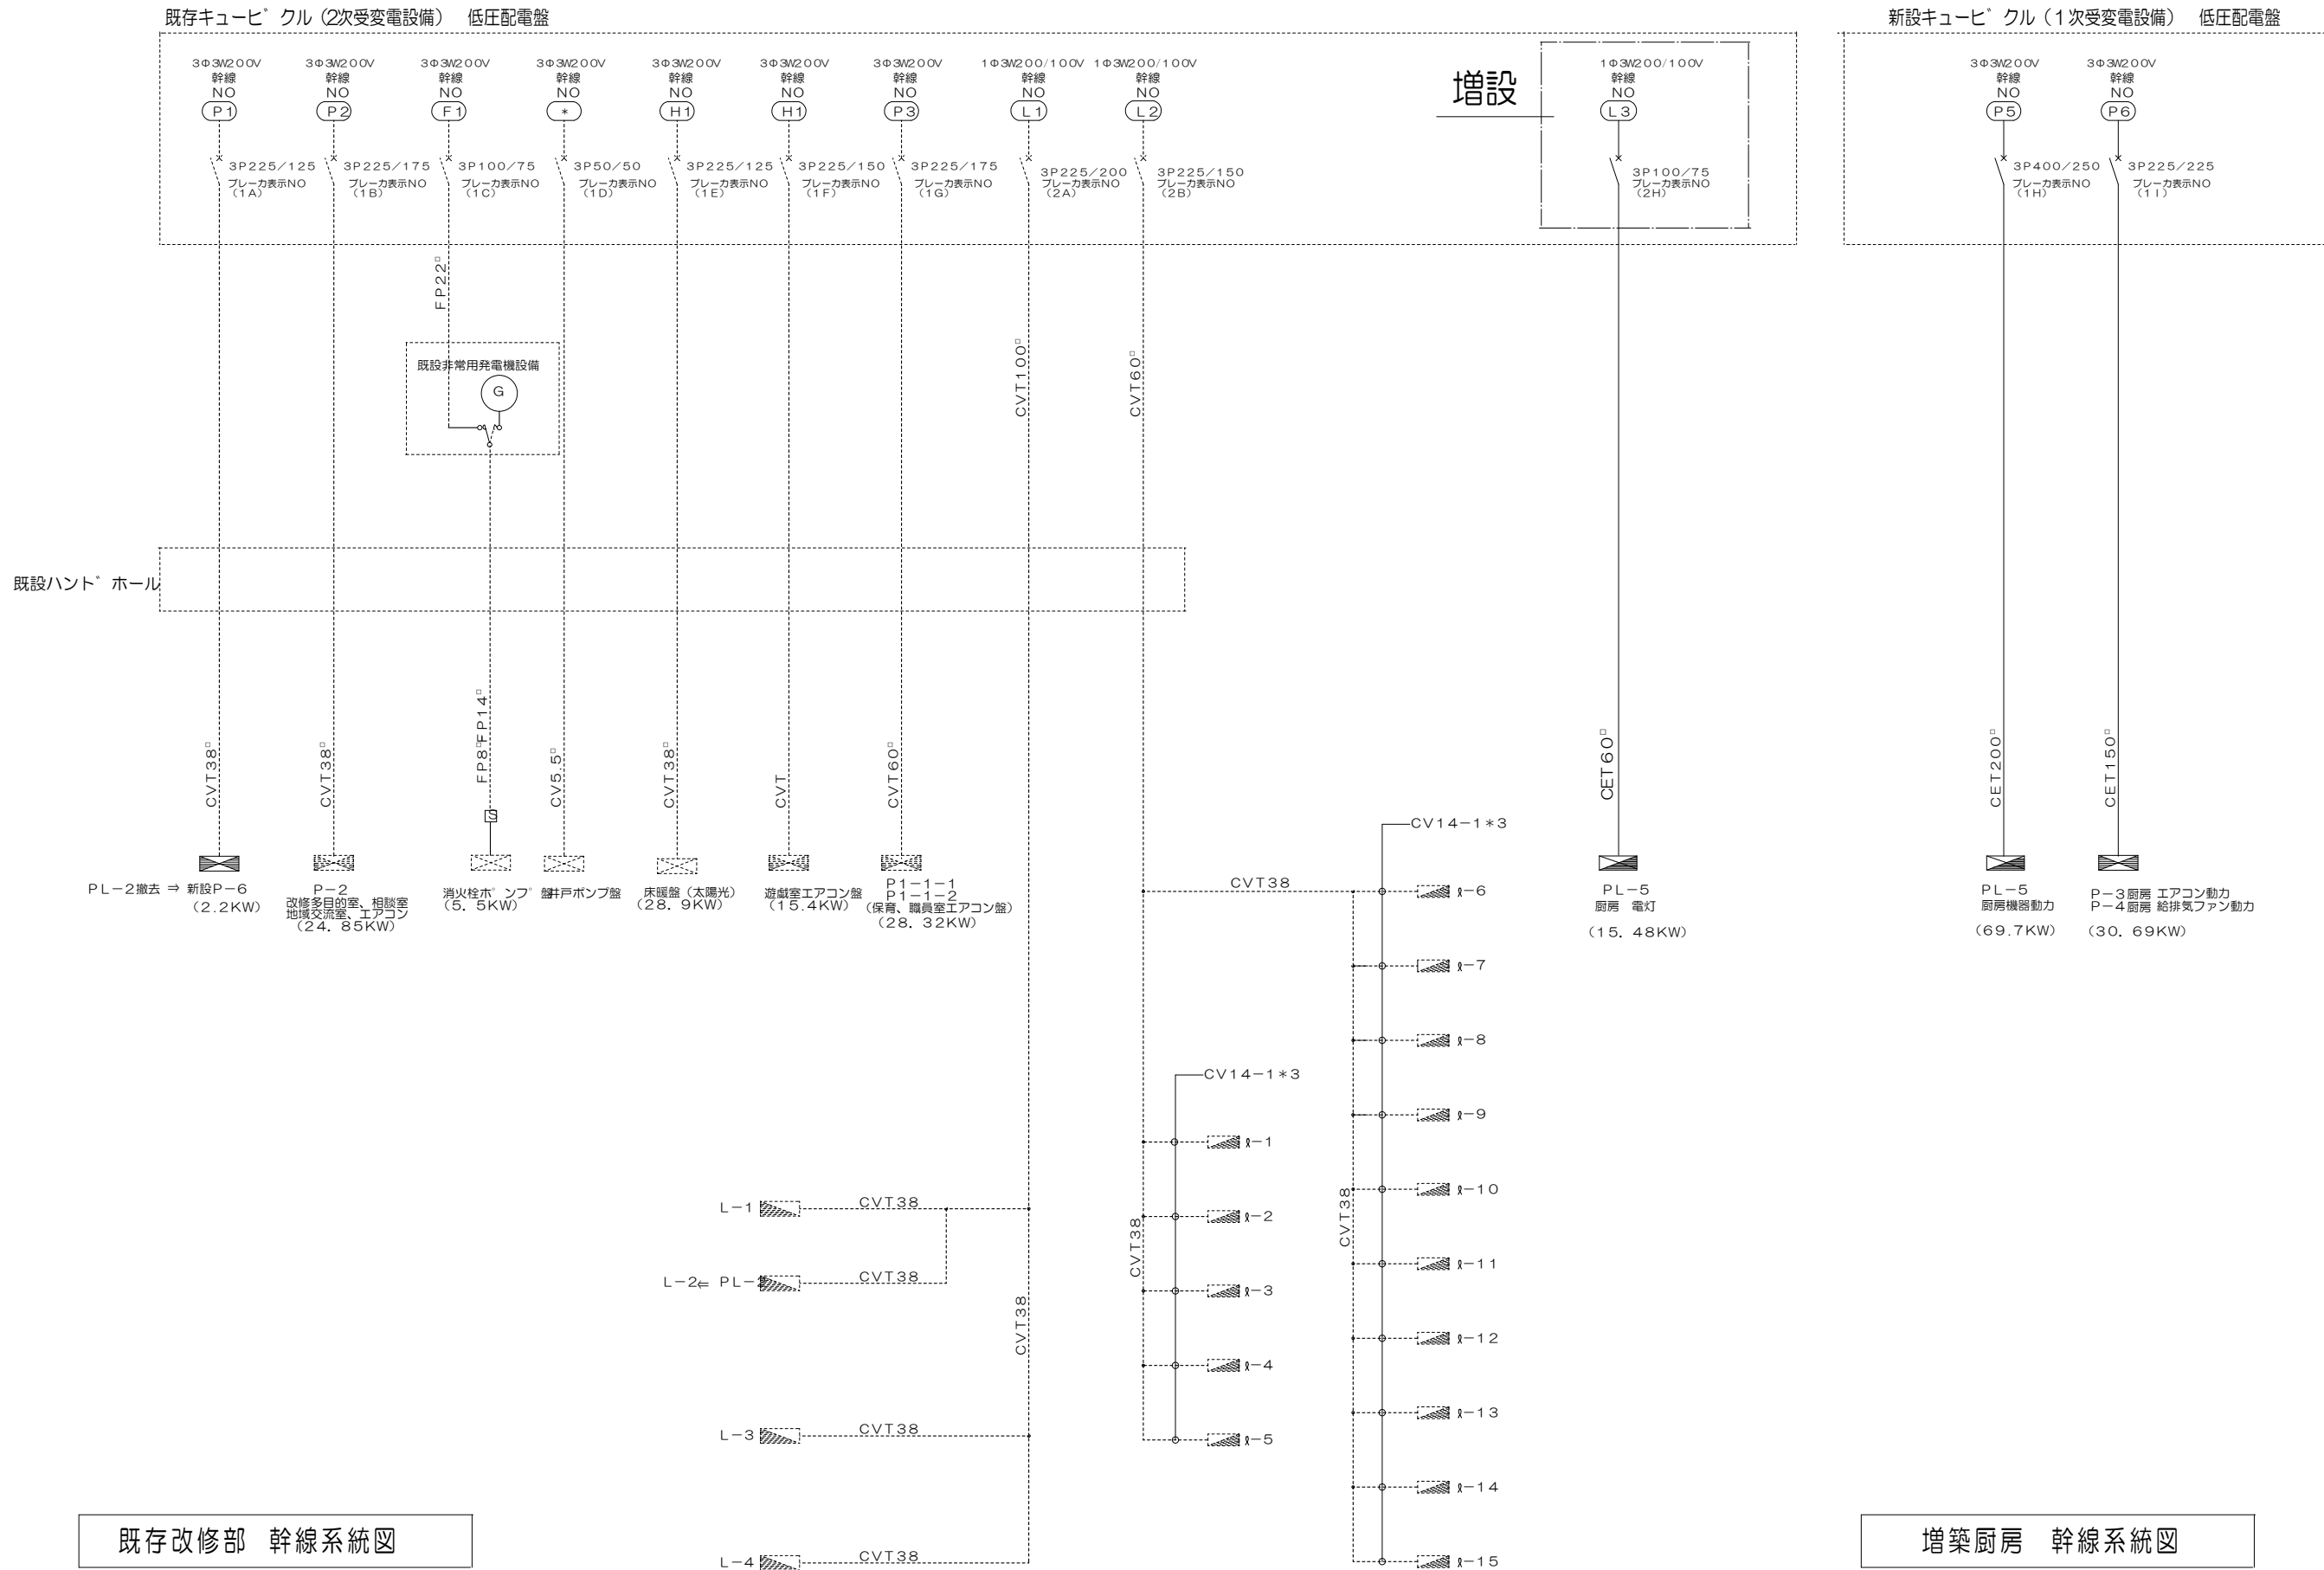 既存キュービクル（2次受変電設備）　低圧配電盤
新設キュービクル（1次受変電設備）　低圧配電盤
3Φ3W200V
幹線
NO
P1
3P225/125
ブレーカ表示NO
（1A）
3Φ3W200V
幹線
NO
P2
3P225/175
ブレーカ表示NO
（1B）
3Φ3W200V
幹線
NO
F1
3P100/75
ブレーカ表示NO
（1C）
3Φ3W200V
幹線
NO
*
3P50/50
ブレーカ表示NO
（1D）
3Φ3W200V
幹線
NO
H1
3P225/125
ブレーカ表示NO
（1E）
3Φ3W200V
幹線
NO
H1
3P225/150
ブレーカ表示NO
（1F）
3Φ3W200V
幹線
NO
P3
3P225/175
ブレーカ表示NO
（1G）
1Φ3W200/100V
幹線
NO
L1
3P225/200
ブレーカ表示NO
（2A）
1Φ3W200/100V
幹線
NO
L2
3P225/150
ブレーカ表示NO
（2B）
増設
1Φ3W200/100V
幹線
NO
L3
3P100/75
ブレーカ表示NO
（2H）
3Φ3W200V
幹線
NO
P5
3P400/250
ブレーカ表示NO
（1H）
3Φ3W200V
幹線
NO
P6
3P225/225
ブレーカ表示NO
（1I）
FP22□
既設非常用発電機設備
G
CVT100□
CVT60□
既設ハンドホール
CVT38□
CVT38□
FP8□FP14□
CV5.5□
CVT38□
CVT
CVT60□
CET60□
CET200□
CET150□
S
PL-2撤去 ⇒ 新設P-6
（2.2KW）
P-2
改修多目的室、相談室
地域交流室、エアコン
（24．85KW）
消火栓ポンプ盤
（5．5KW）
井戸ポンプ盤
床暖盤（太陽光）
（28．9KW）
遊戯室エアコン盤
（15.4KW）
P1-1-1
P1-1-2
（保育、職員室エアコン盤）
（28．32KW）
PL-5
厨房　電灯
（15．48KW）
PL-5
厨房機器動力
（69.7KW）
P-3厨房 エアコン動力
P-4厨房 給排気ファン動力
（30．69KW）
CV14-1*3
CVT38
ℓ-6
ℓ-7
ℓ-8
ℓ-9
ℓ-10
ℓ-11
ℓ-12
ℓ-13
ℓ-14
ℓ-15
CVT38
CV14-1*3
ℓ-1
ℓ-2
ℓ-3
ℓ-4
ℓ-5
CVT38
L-1
CVT38
L-2⇐ PL-2
CVT38
CVT38
L-3
CVT38
L-4
CVT38
既存改修部　幹線系統図
増築厨房　幹線系統図